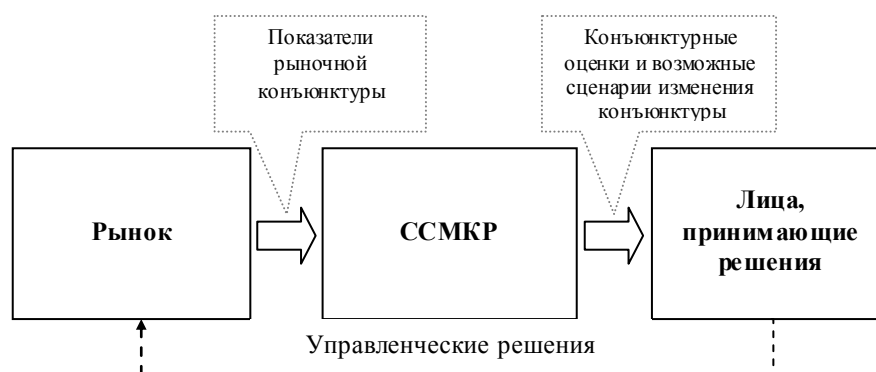 Показатели
рыночной
конъюнктуры
Конъюнктурные
оценки и возможные
сценарии изменения
конъюнктуры
Рынок
ССМКР
Лица,
принимающие
решения
Управленческие решения